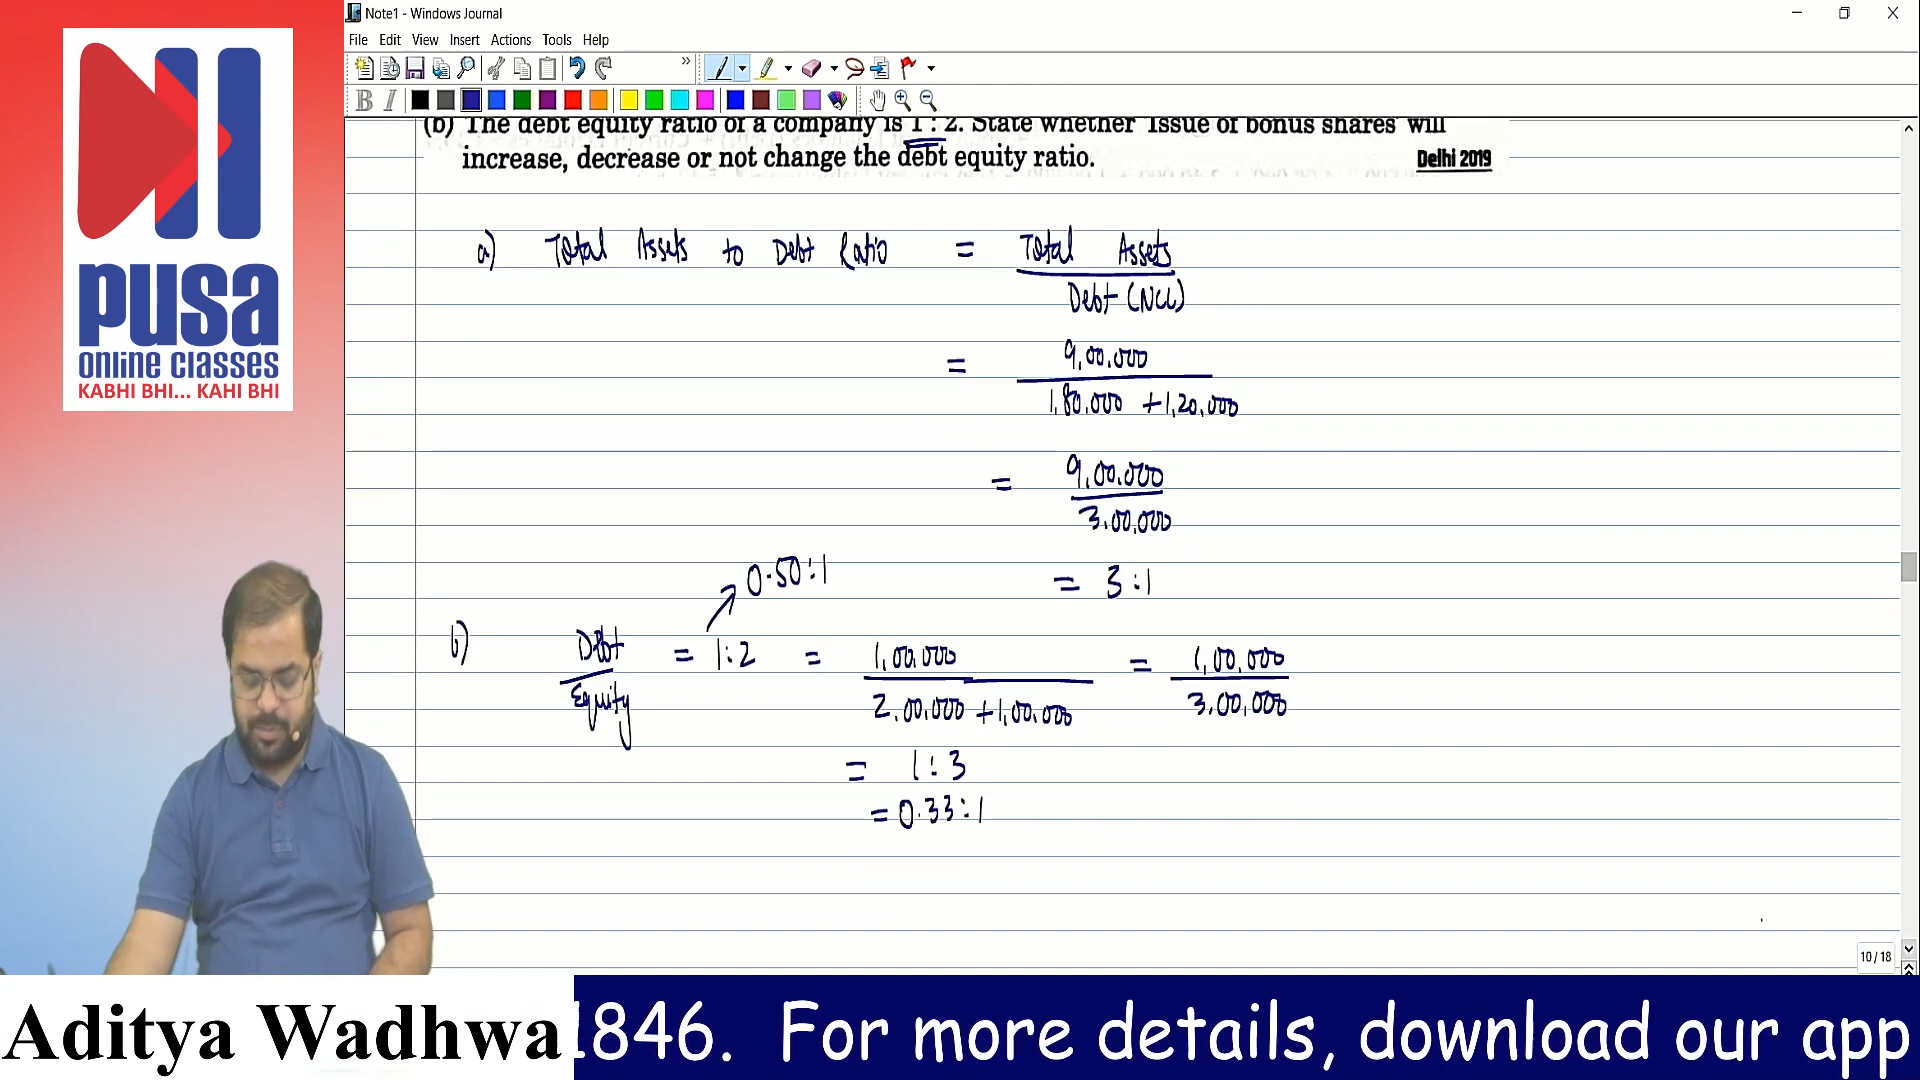 Note1 - Windows Journal
File Edit View Insert Actions Tools Help
B I
(b) The debt equity ratio of a company is 1 : 2. State whether 'Issue of bonus shares' will
increase, decrease or not change the debt equity ratio. Delhi 2019
a) Total Assets to Debt Ratio = Total Assets
Debt (NCL)
= 9,00,000
1,80,000 + 1,20,000
= 9,00,000
3,00,000
= 3:1
0.50:1
b) Debt = 1:2 = 1,00,000 = 1,00,000
Equity 2,00,000 + 1,00,000 3,00,000
= 1:3
= 0.33:1
10 / 18
PUSA
ONLINE CLASSES
KABHI BHI... KAHI BHI
Aditya Wadhwa
1846. For more details, download our app